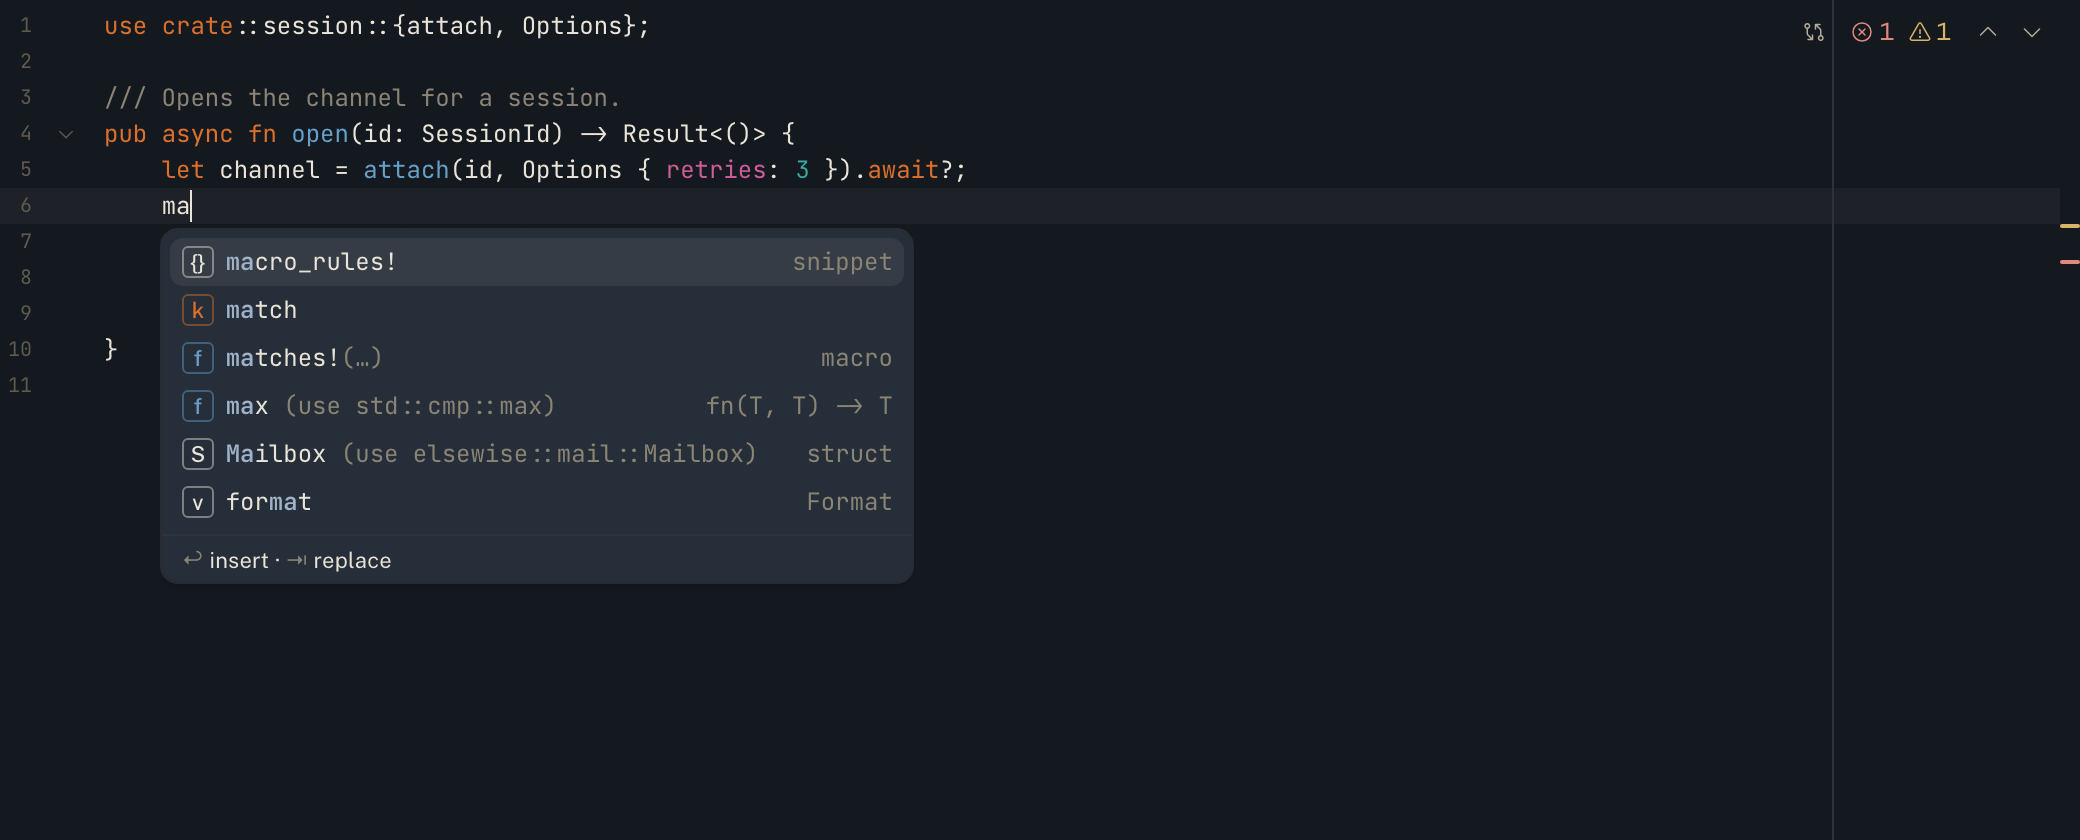 1 use crate::session::{attach, Options};
2
3 /// Opens the channel for a session.
4 pub async fn open(id: SessionId) -> Result<()> {
5 let channel = attach(id, Options { retries: 3 }).await?;
6 ma
7
8
9
10 }
11
1 1
{} macro_rules! snippet
k match
f matches!(…) macro
f max (use std::cmp::max) fn(T, T) -> T
S Mailbox (use elsewise::mail::Mailbox) struct
v format Format
↩ insert · ⇥ replace